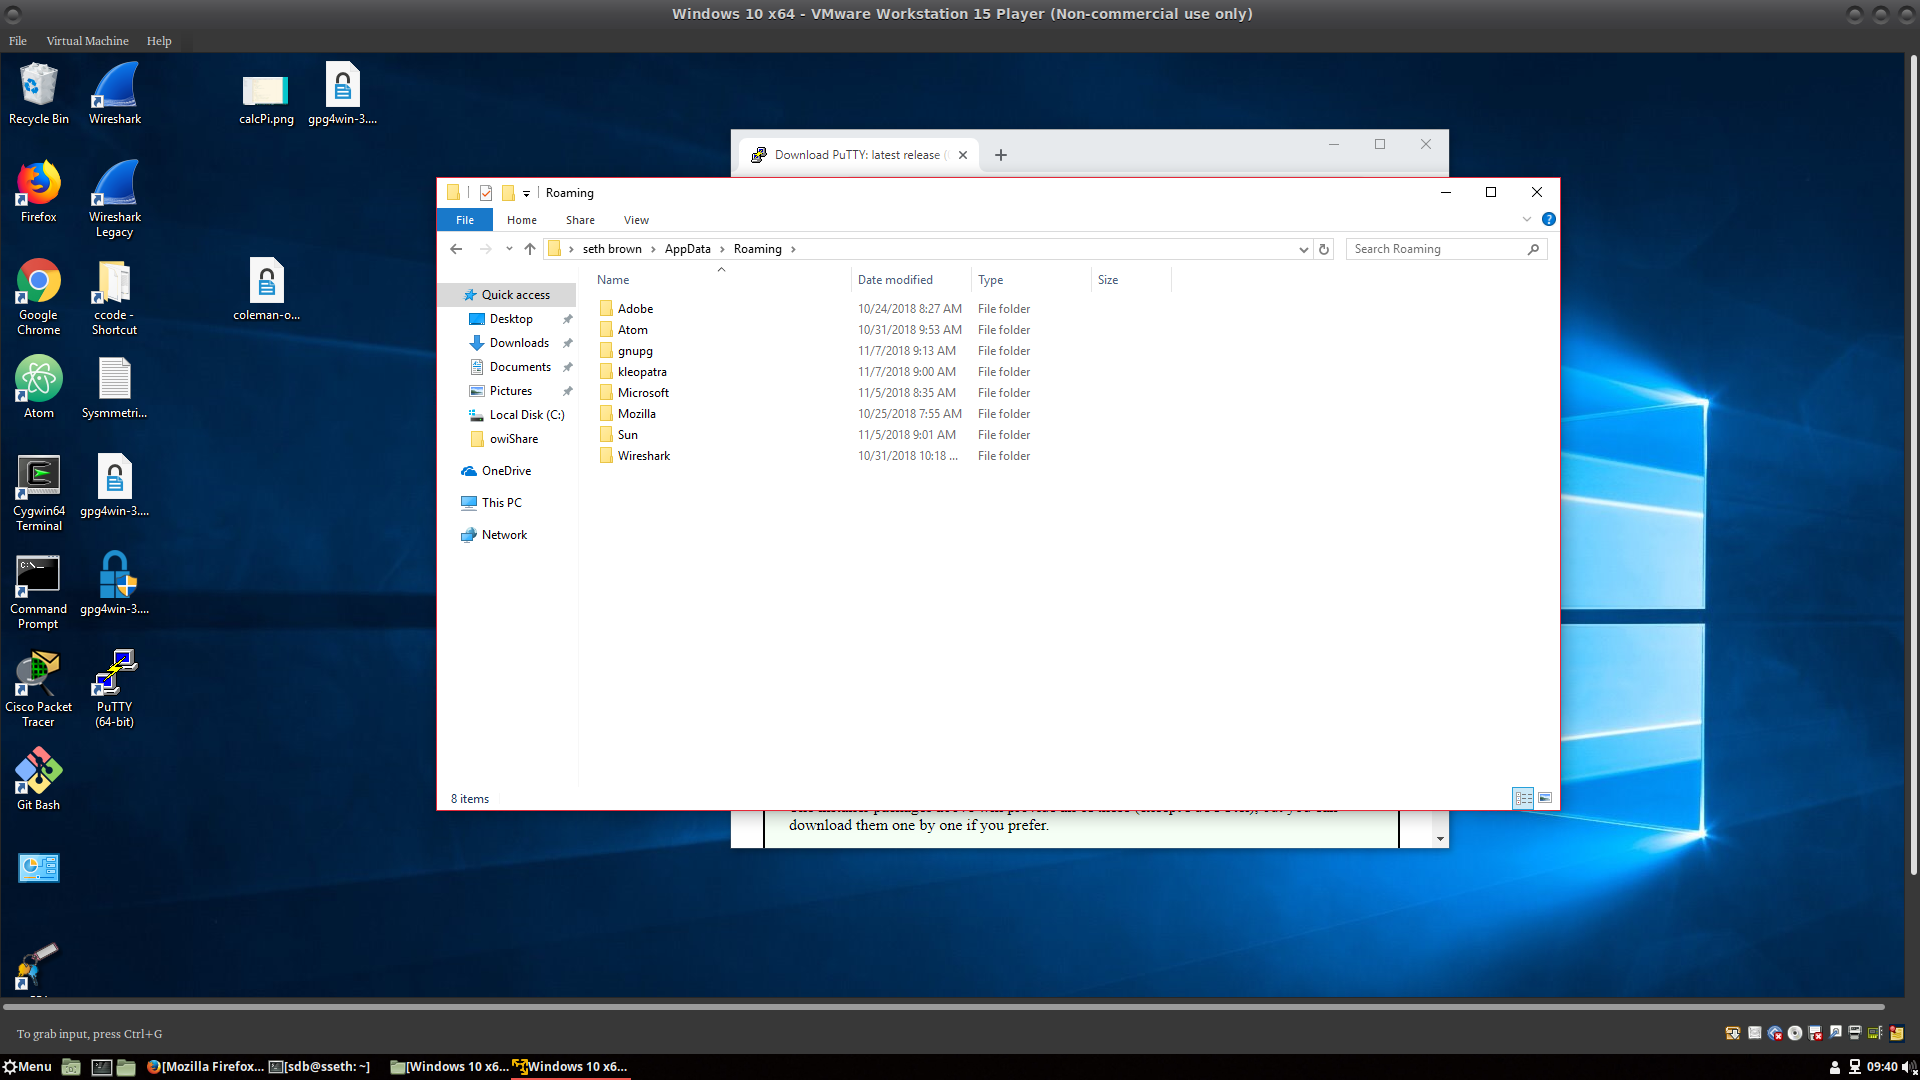 Windows 10 x64 - VMware Workstation 15 Player (Non-commercial use only)
File Virtual Machine Help
Recycle Bin
Wireshark
calcPi.png
gpg4win-3....
Firefox
Wireshark
Legacy
Google
Chrome
ccode -
Shortcut
coleman-o...
Atom
Sysmmetri...
Cygwin64
Terminal
gpg4win-3....
Command
Prompt
gpg4win-3....
Cisco Packet
Tracer
PuTTY
(64-bit)
Git Bash
Download PuTTY: latest release (
Roaming
File Home Share View
seth brown AppData Roaming
Search Roaming
Name Date modified Type Size
Quick access
Desktop
Downloads
Documents
Pictures
Local Disk (C:)
owiShare
OneDrive
This PC
Network
Adobe 10/24/2018 8:27 AM File folder
Atom 10/31/2018 9:53 AM File folder
gnupg 11/7/2018 9:13 AM File folder
kleopatra 11/7/2018 9:00 AM File folder
Microsoft 11/5/2018 8:35 AM File folder
Mozilla 10/25/2018 7:55 AM File folder
Sun 11/5/2018 9:01 AM File folder
Wireshark 10/31/2018 10:18 ... File folder
8 items
download them one by one if you prefer.
To grab input, press Ctrl+G
Menu [Mozilla Firefox... [sdb@sseth: ~] [Windows 10 x6... Windows 10 x6... 09:40